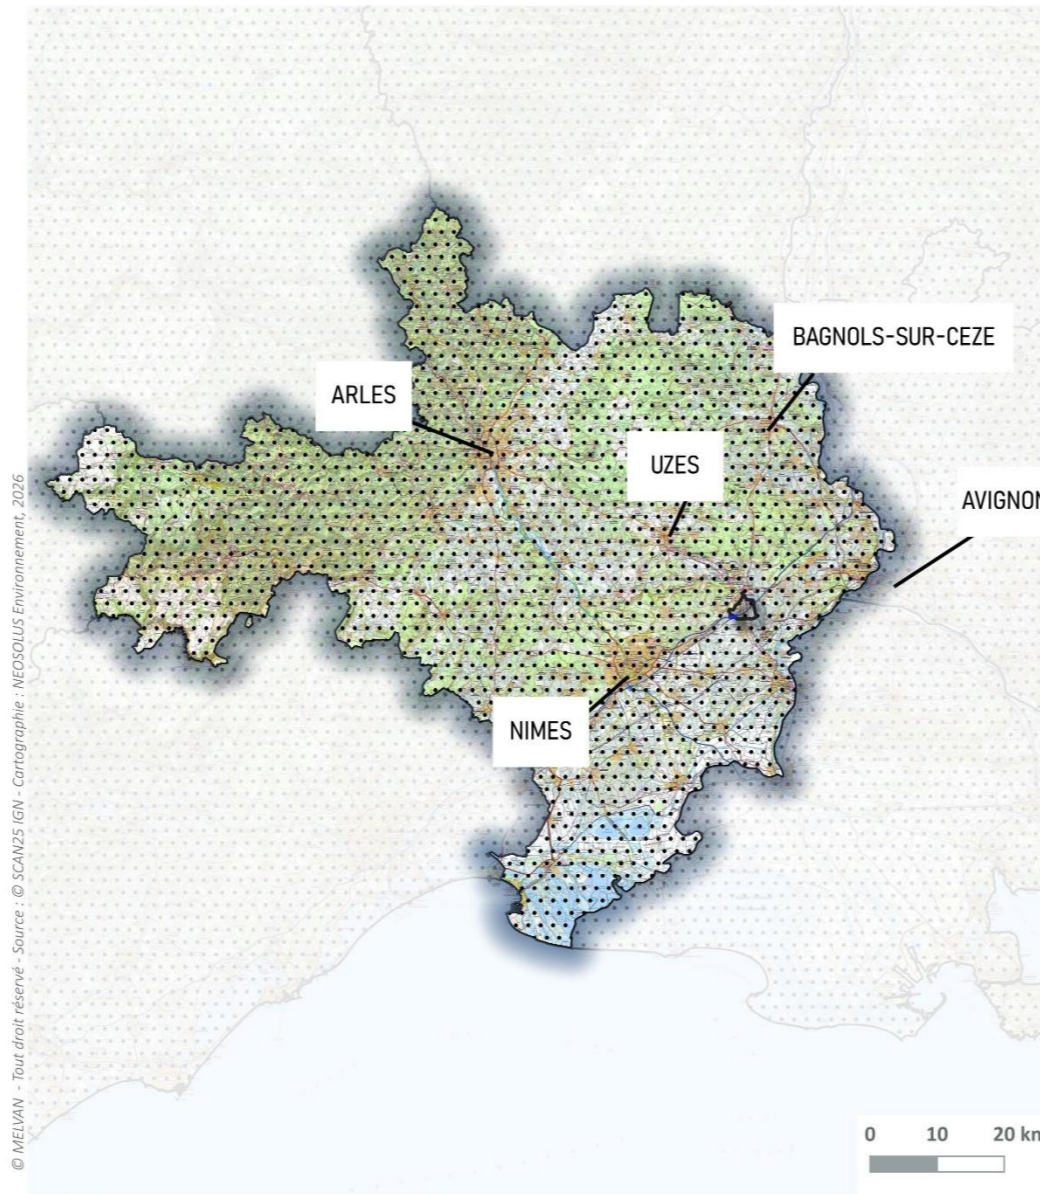 BAGNOLS-SUR-CEZE
ARLES
UZES
AVIGNON
NIMES
© MELVAN - Tout droit réservé - Source : © SCAN25 IGN - Cartographie : NEOSOLUS Environnement, 2026
0 10 20 km